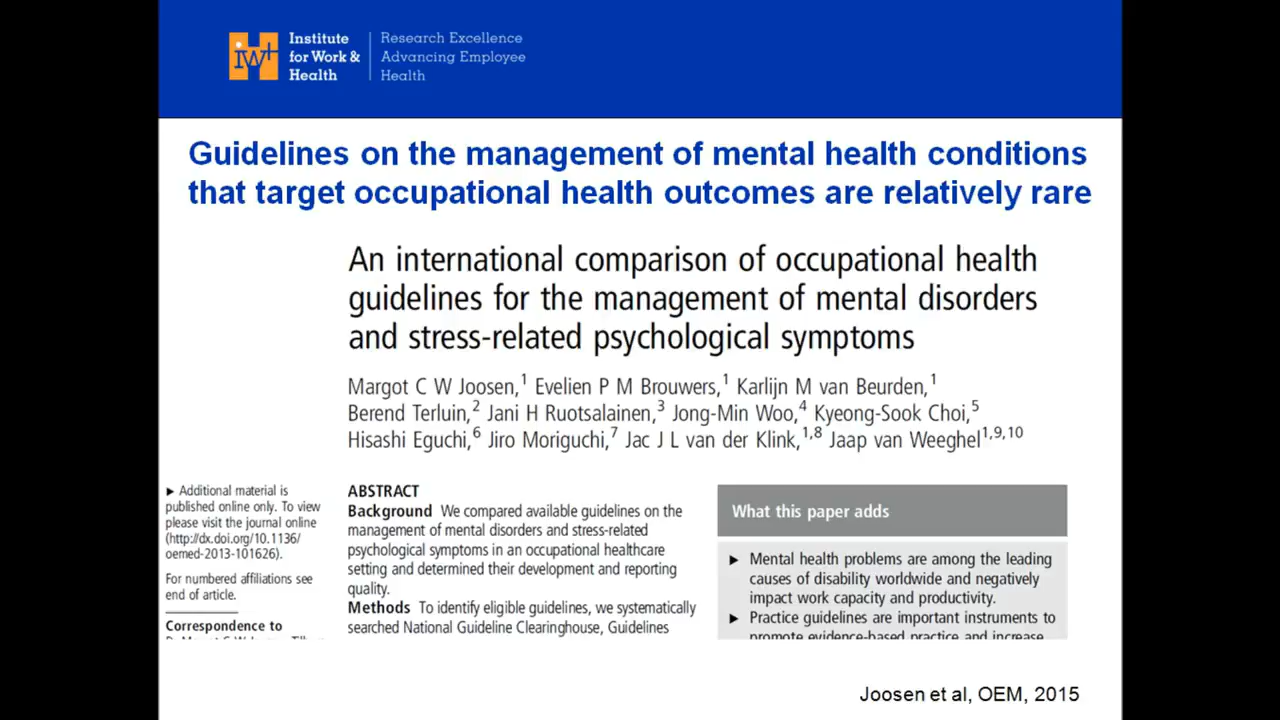 iw+
Institute
for Work &
Health
Research Excellence
Advancing Employee
Health
Guidelines on the management of mental health conditions
that target occupational health outcomes are relatively rare
An international comparison of occupational health
guidelines for the management of mental disorders
and stress-related psychological symptoms
Margot C W Joosen,1 Evelien P M Brouwers,1 Karlijn M van Beurden,1
Berend Terluin,2 Jani H Ruotsalainen,3 Jong-Min Woo,4 Kyeong-Sook Choi,5
Hisashi Eguchi,6 Jiro Moriguchi,7 Jac J L van der Klink,1,8 Jaap van Weeghel1,9,10
► Additional material is
published online only. To view
please visit the journal online
(http://dx.doi.org/10.1136/
oemed-2013-101626).
For numbered affiliations see
end of article.
Correspondence to
ABSTRACT
Background We compared available guidelines on the
management of mental disorders and stress-related
psychological symptoms in an occupational healthcare
setting and determined their development and reporting
quality.
Methods To identify eligible guidelines, we systematically
searched National Guideline Clearinghouse, Guidelines
What this paper adds
► Mental health problems are among the leading
causes of disability worldwide and negatively
impact work capacity and productivity.
► Practice guidelines are important instruments to
promote evidence-based practice and increase
Joosen et al, OEM, 2015